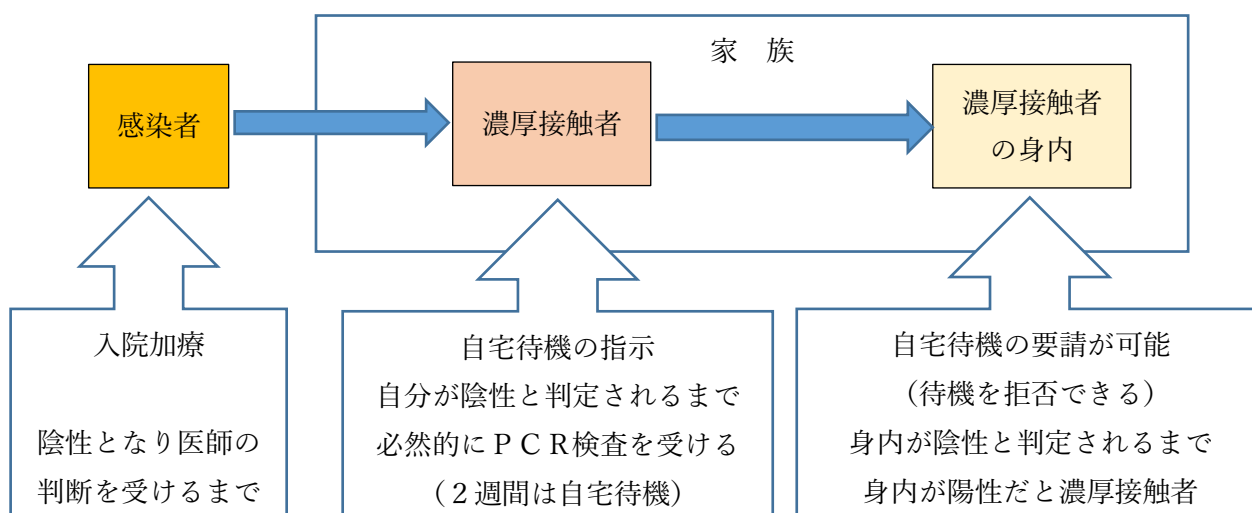 家　族
感染者
濃厚接触者
濃厚接触者
の身内
入院加療
陰性となり医師の
判断を受けるまで
自宅待機の指示
自分が陰性と判定されるまで
必然的にＰＣＲ検査を受ける
（２週間は自宅待機）
自宅待機の要請が可能
（待機を拒否できる）
身内が陰性と判定されるまで
身内が陽性だと濃厚接触者